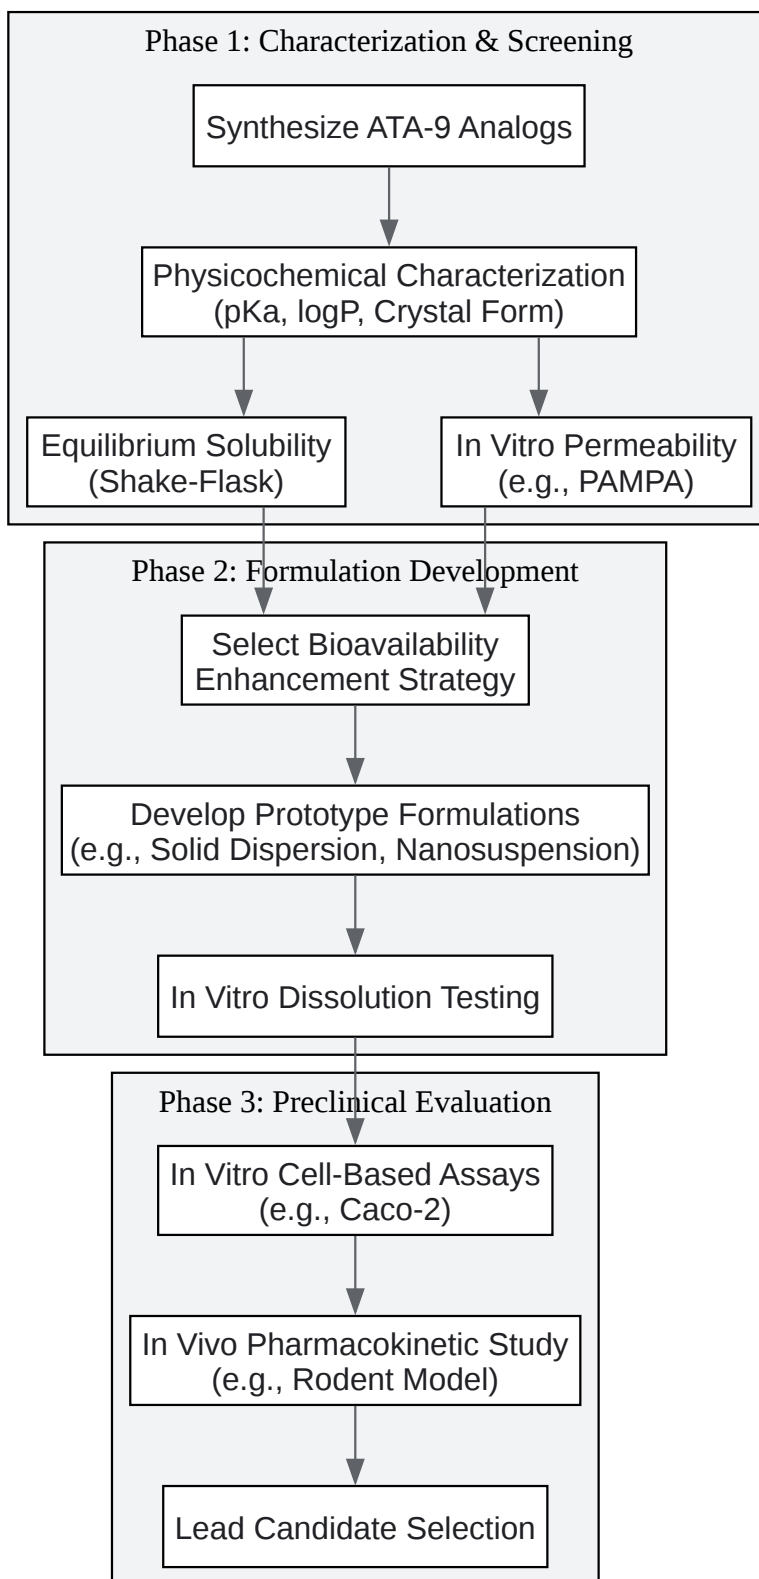 Phase 1: Characterization & Screening
Synthesize ATA-9 Analogs
Physicochemical Characterization
(pKa, logP, Crystal Form)
Equilibrium Solubility
(Shake-Flask)
In Vitro Permeability
(e.g., PAMPA)
Phase 2: Formulation Development
Select Bioavailability
Enhancement Strategy
Develop Prototype Formulations
(e.g., Solid Dispersion, Nanosuspension)
In Vitro Dissolution Testing
Phase 3: Preclinical Evaluation
In Vitro Cell-Based Assays
(e.g., Caco-2)
In Vivo Pharmacokinetic Study
(e.g., Rodent Model)
Lead Candidate Selection